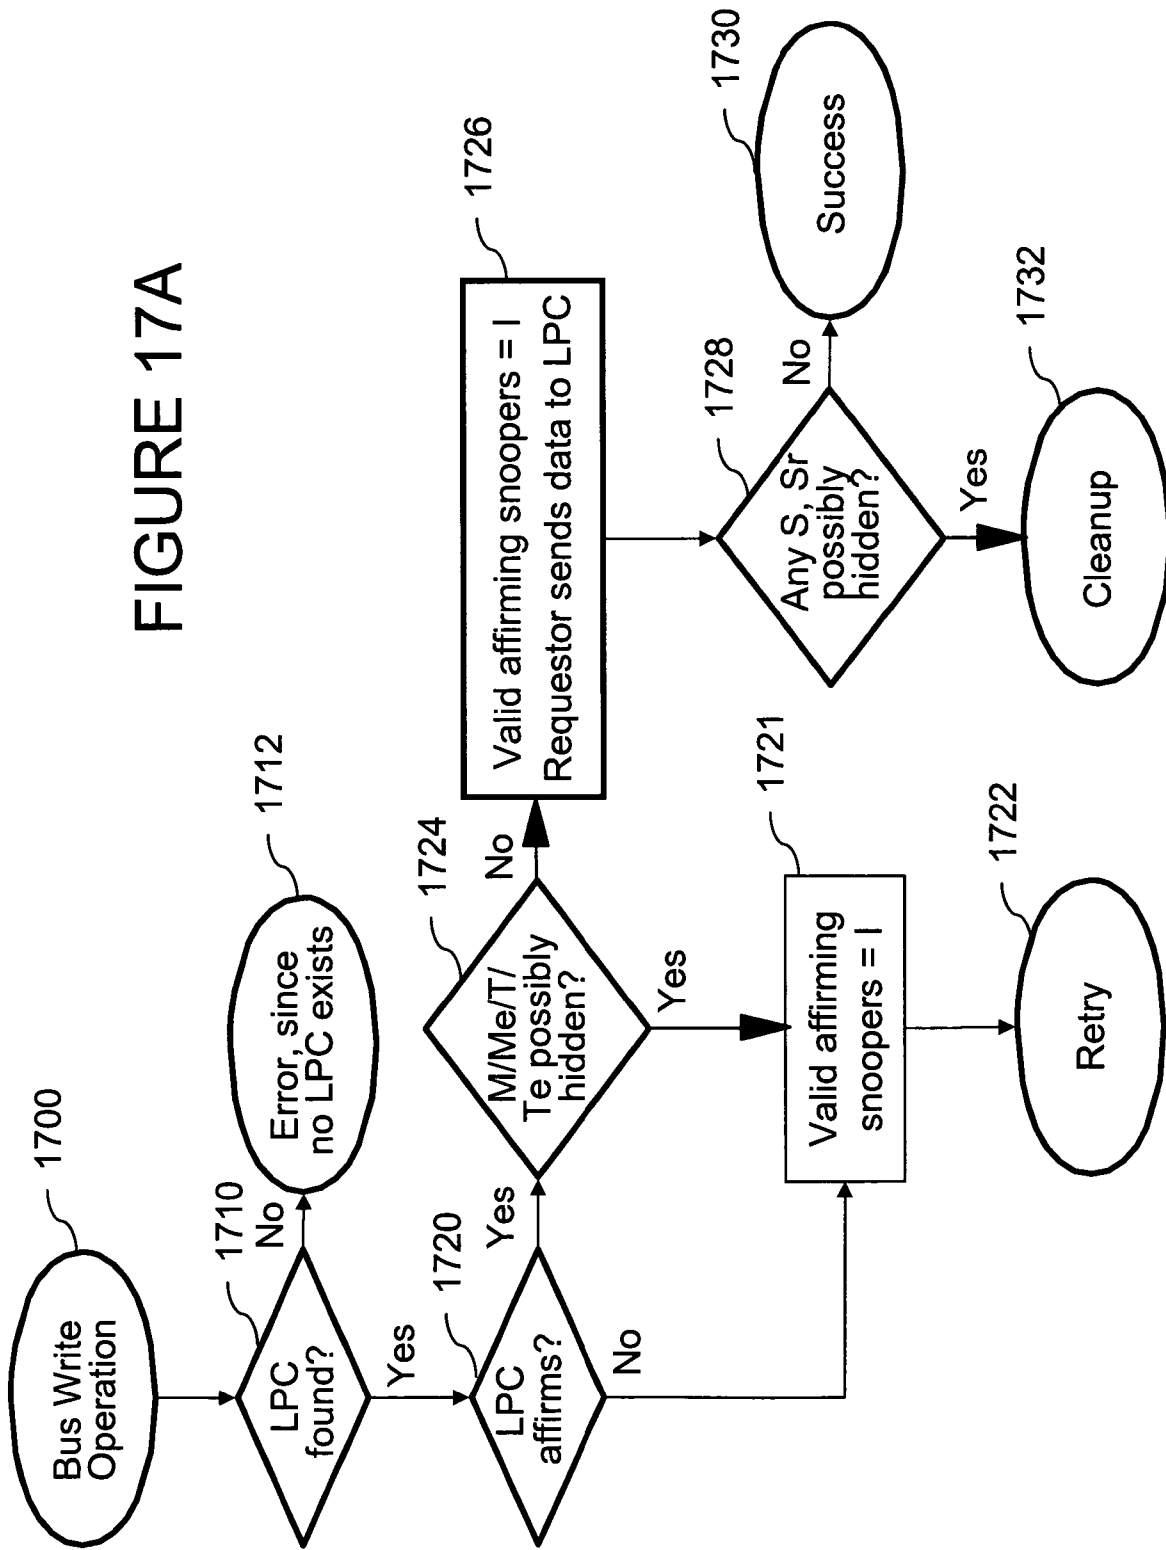 FIGURE 17A
1700
Bus Write
Operation
1710
LPC
found?
No
1712
Error, since
no LPC exists
Yes
1720
LPC
affirms?
Yes
No
1724
M/Me/T/
Te possibly
hidden?
No
Yes
1726
Valid affirming snoopers = I
Requestor sends data to LPC
1721
Valid affirming
snoopers = I
1722
Retry
1728
Any S, Sr
possibly
hidden?
No
1730
Success
Yes
1732
Cleanup